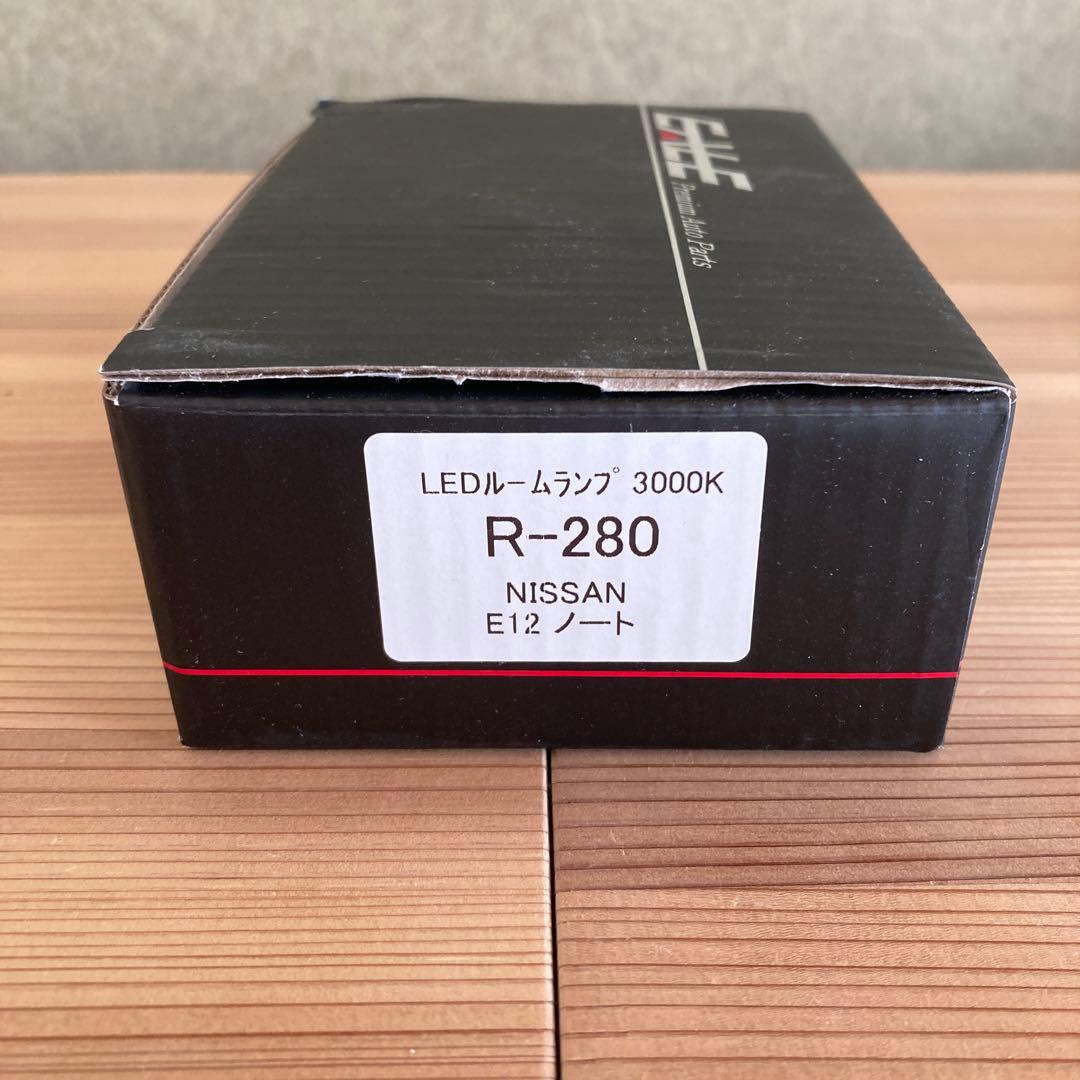 Premium Auto Parts
LEDルームランプ 3000K
R-280
NISSAN
E12 ノート